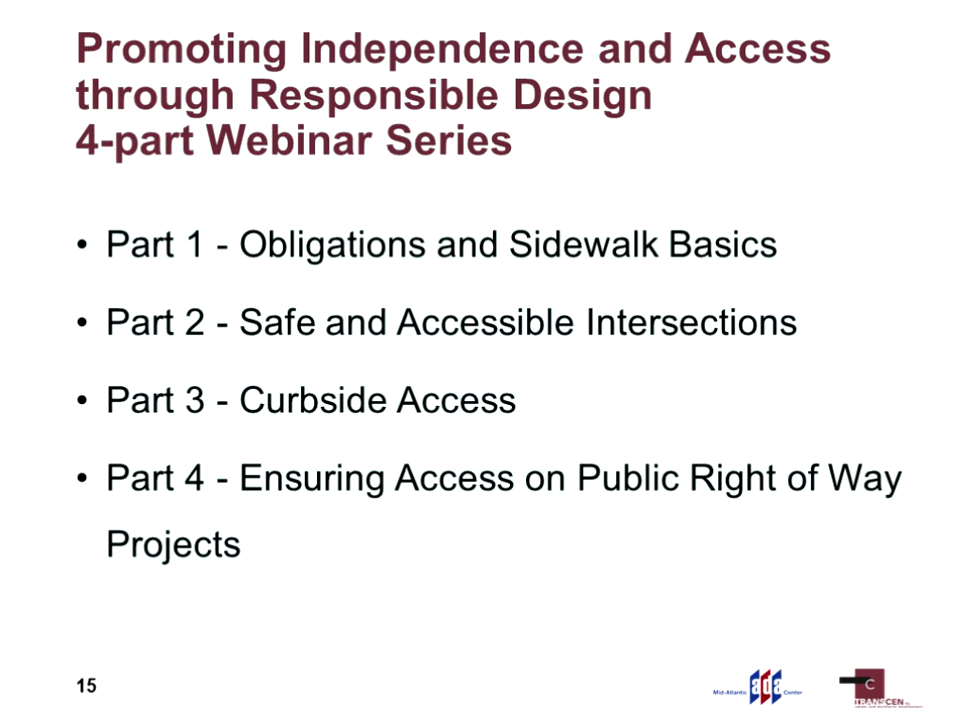 Promoting Independence and Access
through Responsible Design
4-part Webinar Series
• Part 1 - Obligations and Sidewalk Basics
• Part 2 - Safe and Accessible Intersections
• Part 3 - Curbside Access
• Part 4 - Ensuring Access on Public Right of Way
Projects
15
Mid-Atlantic ada Center
C
TRANSCEN